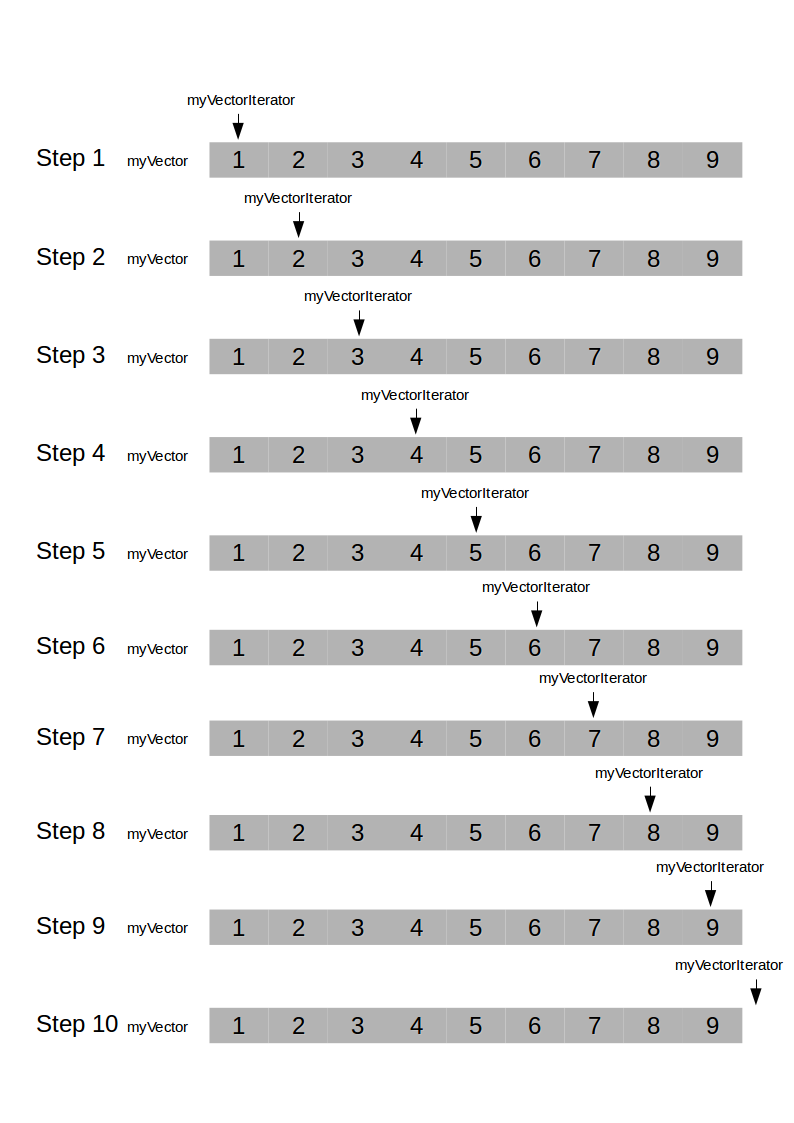 myVectorIterator
Step 1 myVector 1 2 3 4 5 6 7 8 9
myVectorIterator
Step 2 myVector 1 2 3 4 5 6 7 8 9
myVectorIterator
Step 3 myVector 1 2 3 4 5 6 7 8 9
myVectorIterator
Step 4 myVector 1 2 3 4 5 6 7 8 9
myVectorIterator
Step 5 myVector 1 2 3 4 5 6 7 8 9
myVectorIterator
Step 6 myVector 1 2 3 4 5 6 7 8 9
myVectorIterator
Step 7 myVector 1 2 3 4 5 6 7 8 9
myVectorIterator
Step 8 myVector 1 2 3 4 5 6 7 8 9
myVectorIterator
Step 9 myVector 1 2 3 4 5 6 7 8 9
myVectorIterator
Step 10 myVector 1 2 3 4 5 6 7 8 9